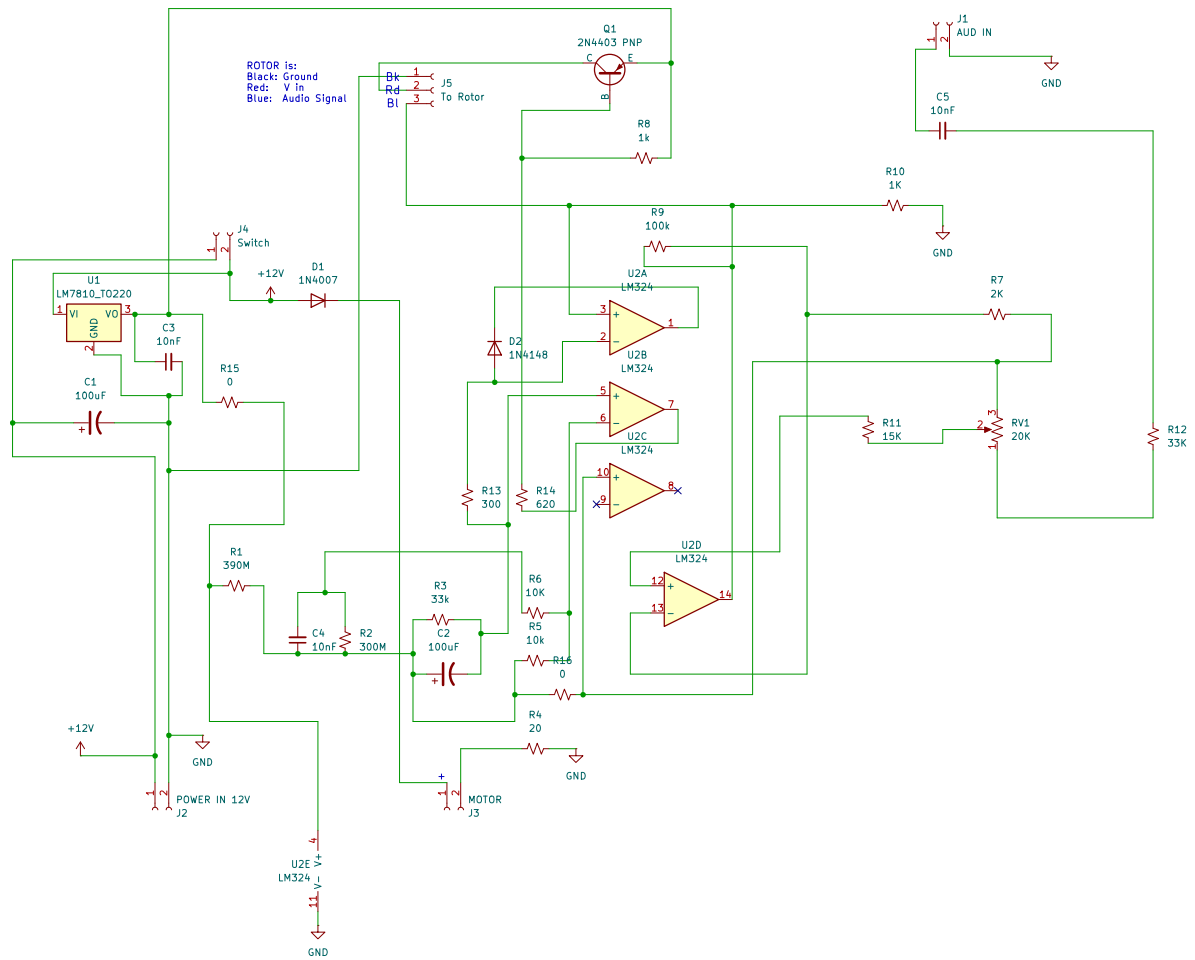 Q1
2N4403 PNP
C
E
B
J1
AUD IN
1
2
GND
ROTOR is:
Black: Ground
Red: V in
Blue: Audio Signal
Bk 1
Rd 2
Bl 3
J5
To Rotor
C5
10nF
R8
1k
R10
1K
GND
R9
100k
J4
Switch
1
2
+12V
D1
1N4007
U1
LM7810_TO220
1
VI
VO
3
GND
2
C3
10nF
U2A
LM324
3
+
2
−
1
R7
2K
D2
1N4148
U2B
LM324
R15
0
C1
100uF
+
5
+
6
−
7
U2C
LM324
R11
15K
3
2
1
RV1
20K
R12
33K
10
+
9
−
8
R13
300
R14
620
U2D
LM324
12
+
13
−
14
R1
390M
R6
10K
R3
33k
C4
10nF
R2
300M
C2
100uF
+
R5
10k
R16
0
R4
20
GND
+12V
GND
1
2
POWER IN 12V
J2
+
1
2
MOTOR
J3
4
V+
U2E
LM324
V−
11
GND